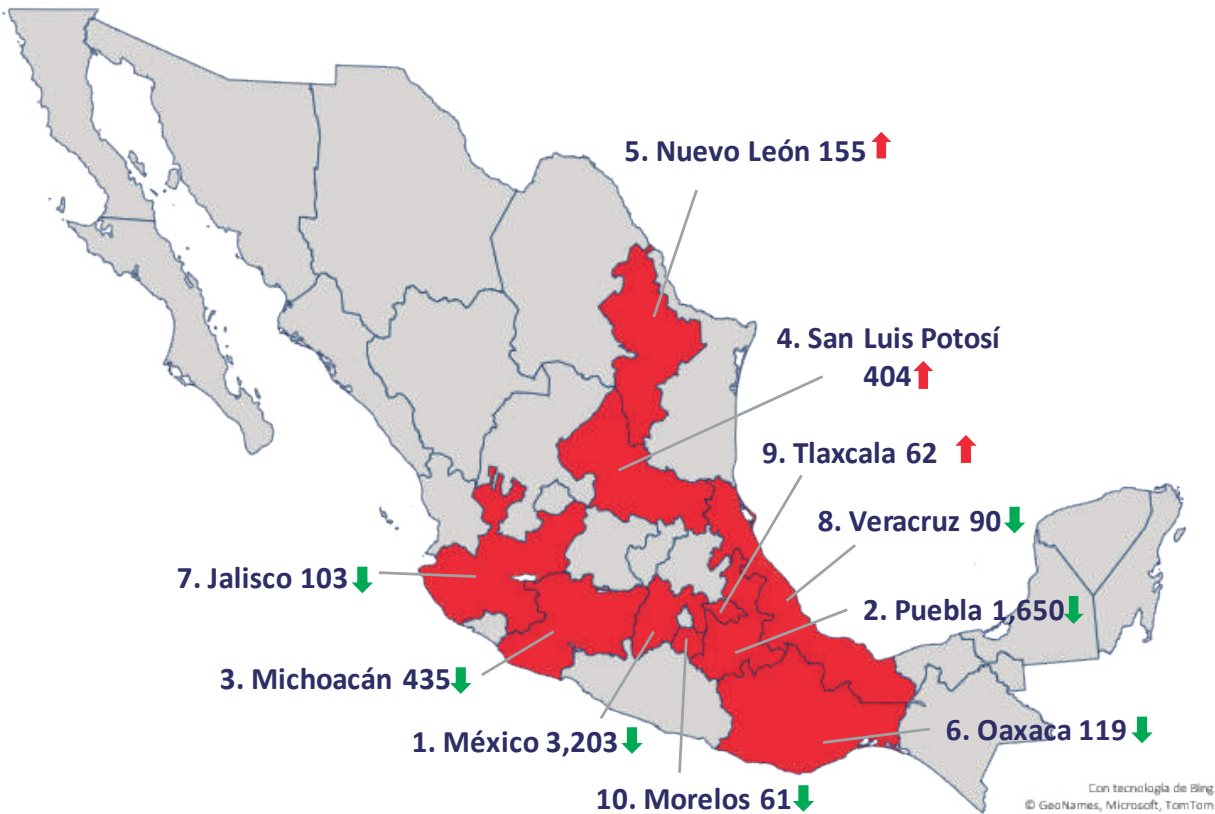 5. Nuevo León 155
4. San Luis Potosí
404
9. Tlaxcala 62
8. Veracruz 90
7. Jalisco 103
2. Puebla 1,650
3. Michoacán 435
6. Oaxaca 119
1. México 3,203
10. Morelos 61
Con tecnología de Bing
© GeoNames, Microsoft, TomTom